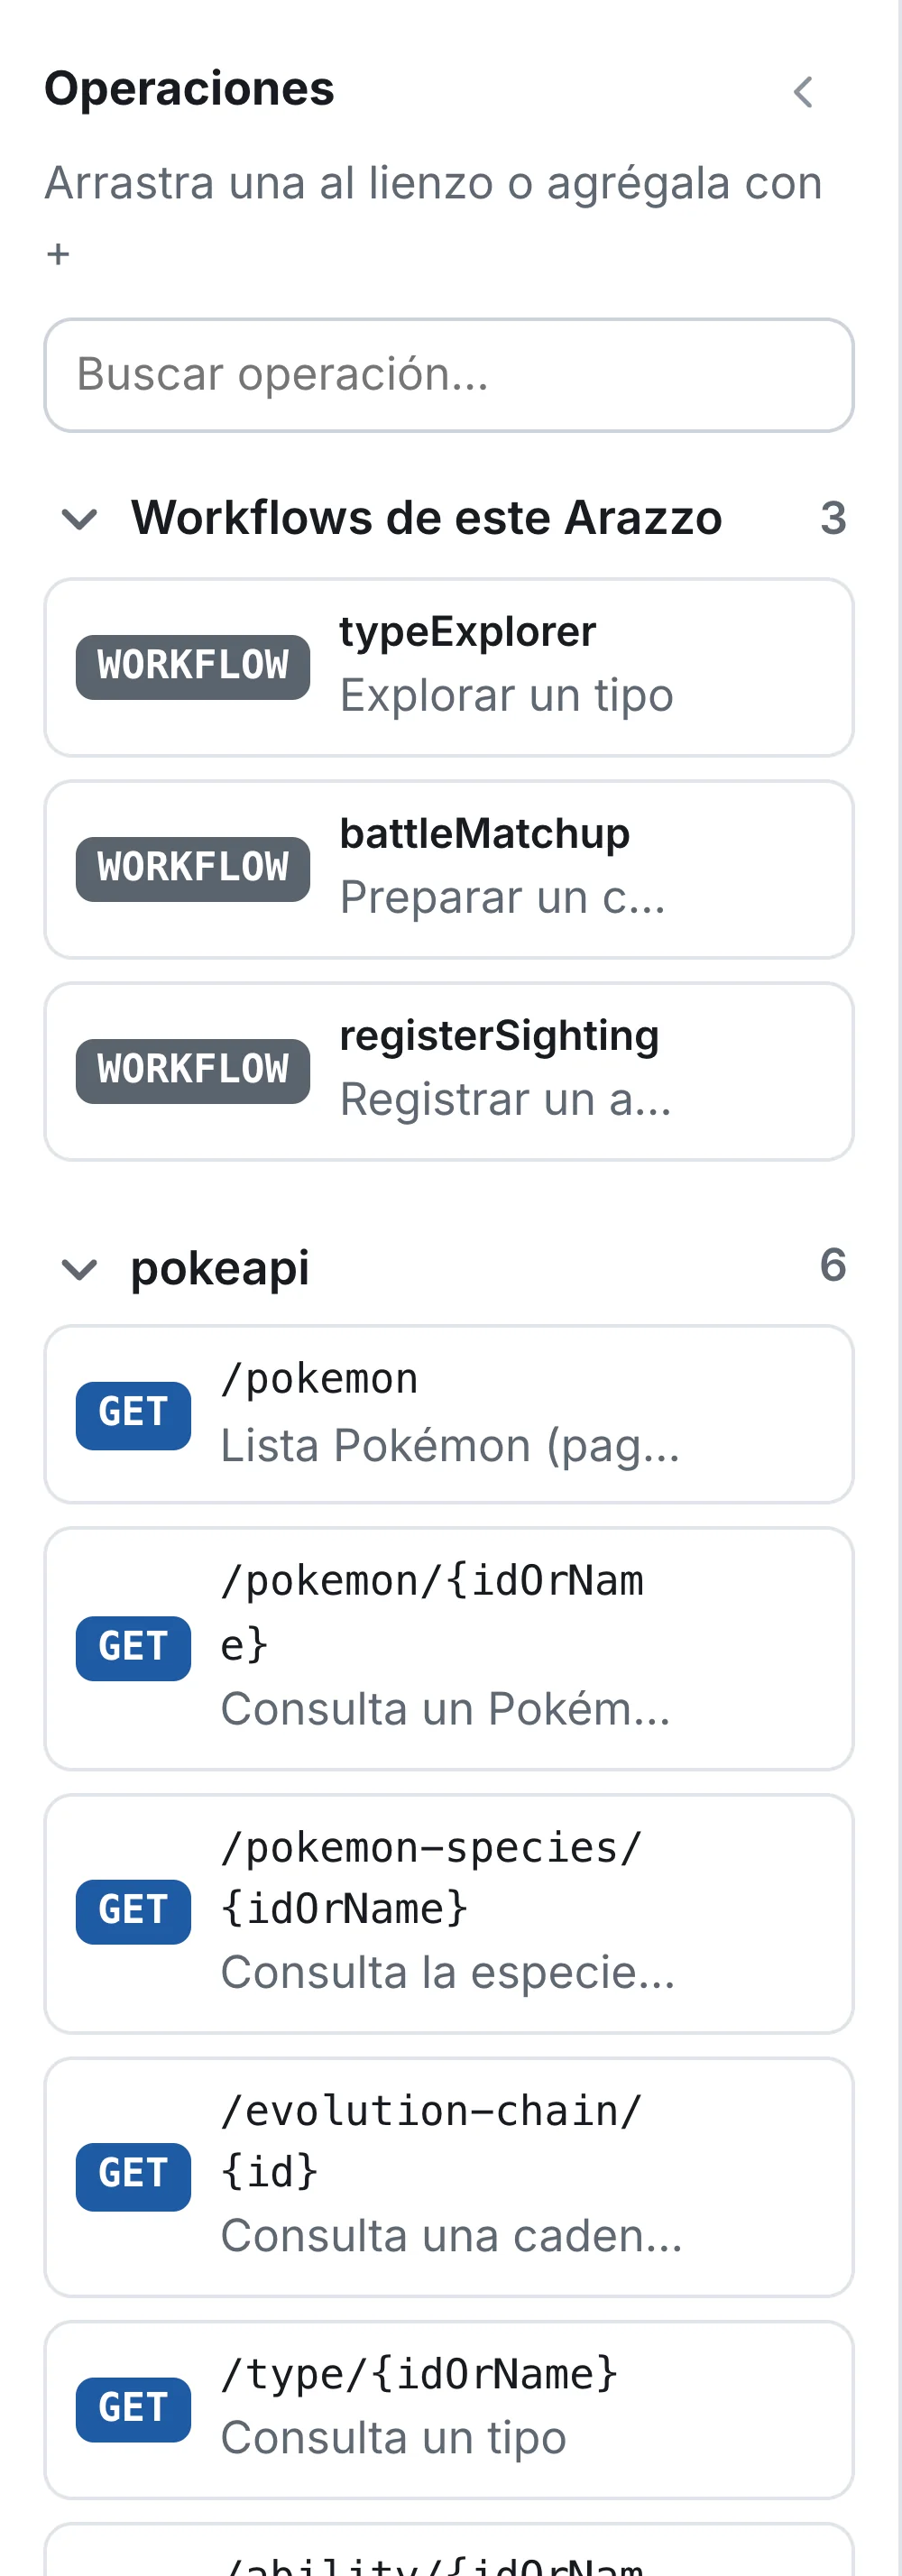 Operaciones
Arrastra una al lienzo o agrégala con
+
Buscar operación...
Workflows de este Arazzo 3
WORKFLOW
typeExplorer
Explorar un tipo
WORKFLOW
battleMatchup
Preparar un c...
WORKFLOW
registerSighting
Registrar un a...
pokeapi 6
GET
/pokemon
Lista Pokémon (pag...
GET
/pokemon/{idOrNam
e}
Consulta un Pokém...
GET
/pokemon-species/
{idOrName}
Consulta la especie...
GET
/evolution-chain/
{id}
Consulta una caden...
GET
/type/{idOrName}
Consulta un tipo
/ability/{idOrNam